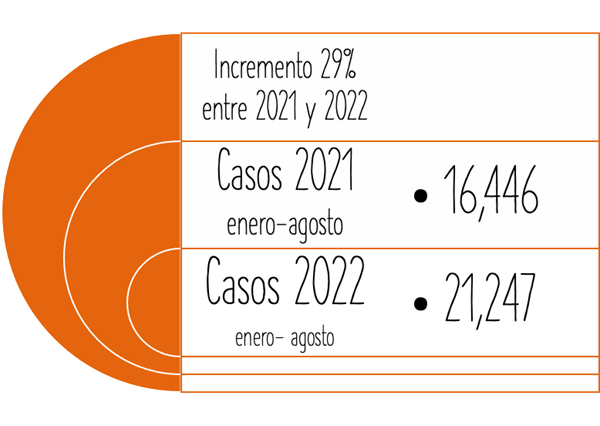 Incremento 29%
entre 2021 y 2022
Casos 2021
enero-agosto
• 16,446
Casos 2022
enero- agosto
• 21,247